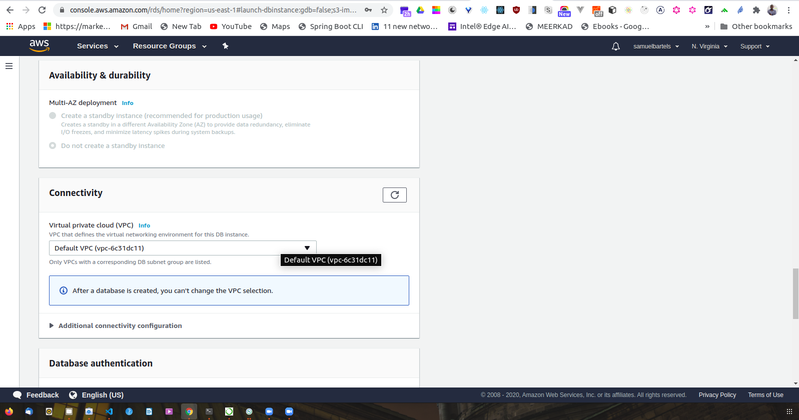 console.aws.amazon.com/rds/home?region=us-east-1#launch-dbinstance:gdb=false;s3-im...
Apps
https://marke...
Gmail
New Tab
YouTube
Maps
Spring Boot CLI
11 new netwo...
Intel® Edge AI...
MEERKAD
Ebooks - Goog...
Other bookmarks
aws
Services
Resource Groups
samuelbartels
N. Virginia
Support
Availability & durability
Multi-AZ deployment Info
Create a standby instance (recommended for production usage)
Creates a standby in a different Availability Zone (AZ) to provide data redundancy, eliminate
I/O freezes, and minimize latency spikes during system backups.
Do not create a standby instance
Connectivity
Virtual private cloud (VPC) Info
VPC that defines the virtual networking environment for this DB instance.
Default VPC (vpc-6c31dc11)
Default VPC (vpc-6c31dc11)
Only VPCs with a corresponding DB subnet group are listed.
After a database is created, you can't change the VPC selection.
Additional connectivity configuration
Database authentication
Feedback
English (US)
© 2008 - 2020, Amazon Web Services, Inc. or its affiliates. All rights reserved.
Privacy Policy
Terms of Use